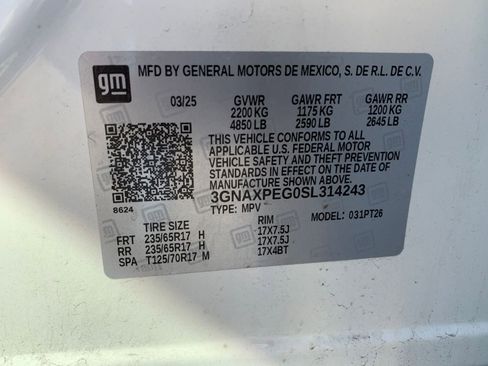 gm
MFD BY GENERAL MOTORS DE MEXICO, S. DE R.L. DE C.V.
03/25 GVWR GAWR FRT GAWR RR
2200 KG 1175 KG 1200 KG
4850 LB 2590 LB 2645 LB
THIS VEHICLE CONFORMS TO ALL
APPLICABLE U.S. FEDERAL MOTOR
VEHICLE SAFETY AND THEFT PREVENTION
STANDARDS IN EFFECT ON THE DATE OF
MANUFACTURE SHOWN ABOVE.
3GNAXPEG0SL314243
8624 TYPE: MPV MODEL: 031PT26
TIRE SIZE RIM
FRT 235/65R17 H 17X7.5J
RR 235/65R17 H 17X7.5J
SPA T125/70R17 M 17X4BT